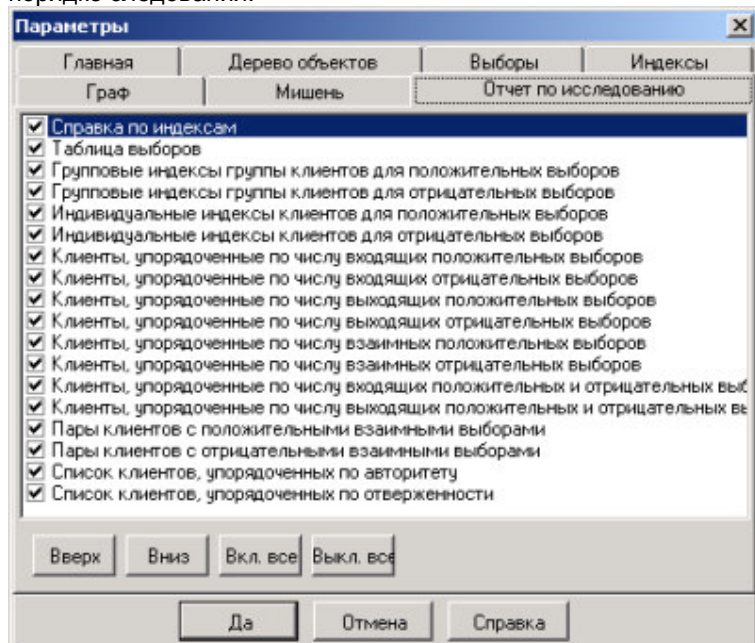 порядке следования.
Параметры
Главная Дерево объектов Выборы Индексы
Граф Мишень Отчет по исследованию
Справка по индексам
Таблица выборов
Групповые индексы группы клиентов для положительных выборов
Групповые индексы группы клиентов для отрицательных выборов
Индивидуальные индексы клиентов для положительных выборов
Индивидуальные индексы клиентов для отрицательных выборов
Клиенты, упорядоченные по числу входящих положительных выборов
Клиенты, упорядоченные по числу входящих отрицательных выборов
Клиенты, упорядоченные по числу выходящих положительных выборов
Клиенты, упорядоченные по числу выходящих отрицательных выборов
Клиенты, упорядоченные по числу взаимных положительных выборов
Клиенты, упорядоченные по числу взаимных отрицательных выборов
Клиенты, упорядоченные по числу входящих положительных и отрицательных выб
Клиенты, упорядоченные по числу выходящих положительных и отрицательных вы
Пары клиентов с положительными взаимными выборами
Пары клиентов с отрицательными взаимными выборами
Список клиентов, упорядоченных по авторитету
Список клиентов, упорядоченных по отверженности
Вверх Вниз Вкл. все Выкл. все
Да Отмена Справка